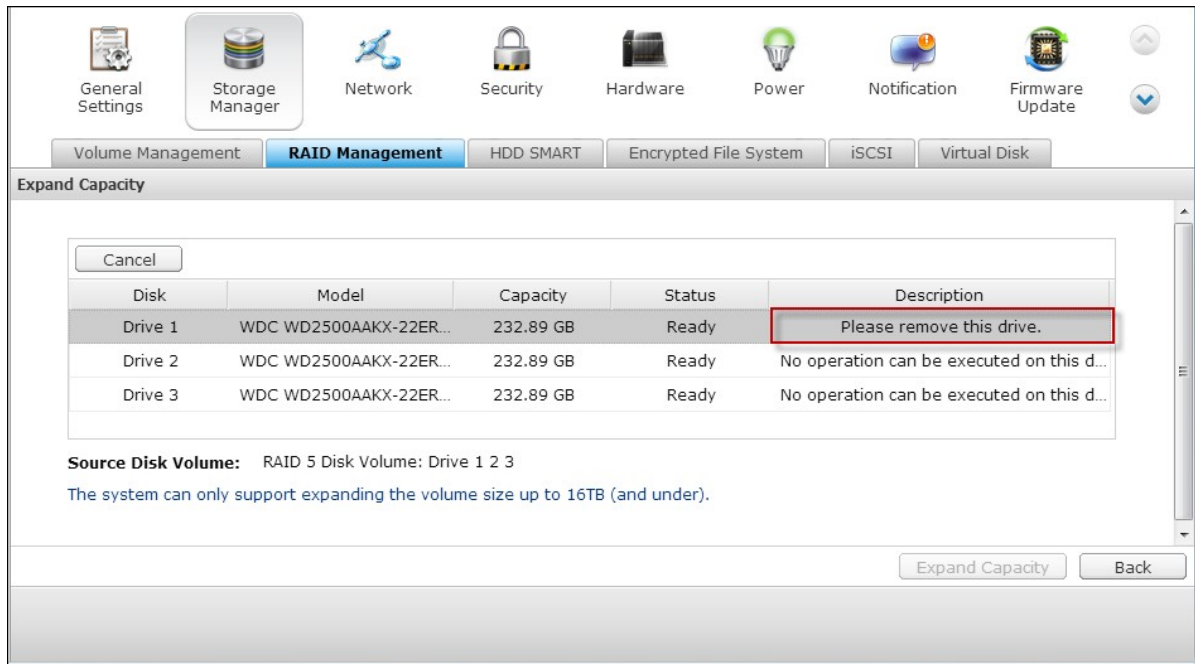 General Settings
Storage Manager
Network
Security
Hardware
Power
Notification
Firmware Update
Volume Management
RAID Management
HDD SMART
Encrypted File System
iSCSI
Virtual Disk
Expand Capacity
Cancel
Disk Model Capacity Status Description
Drive 1 WDC WD2500AAKX-22ER... 232.89 GB Ready Please remove this drive.
Drive 2 WDC WD2500AAKX-22ER... 232.89 GB Ready No operation can be executed on this d...
Drive 3 WDC WD2500AAKX-22ER... 232.89 GB Ready No operation can be executed on this d...
Source Disk Volume: RAID 5 Disk Volume: Drive 1 2 3
The system can only support expanding the volume size up to 16TB (and under).
Expand Capacity Back